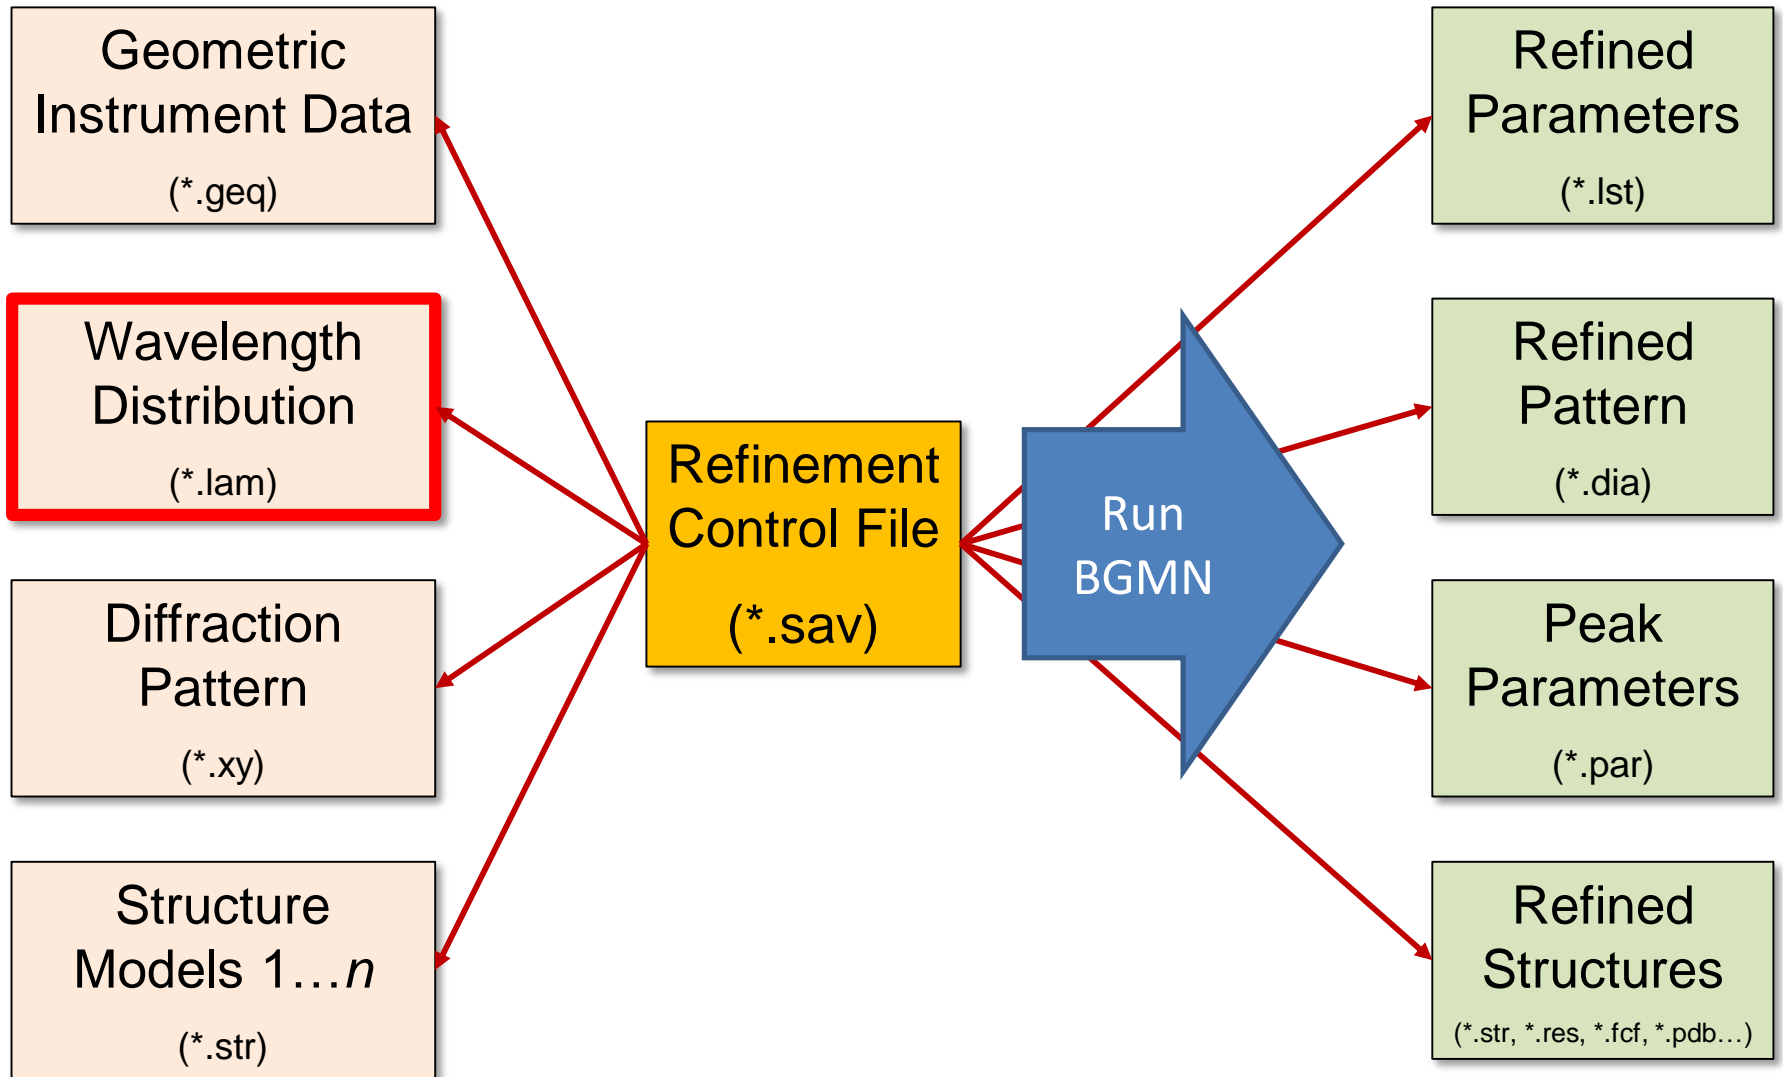 Geometric
Instrument Data
(*.geq)
Wavelength
Distribution
(*.lam)
Diffraction
Pattern
(*.xy)
Structure
Models 1…n
(*.str)
Refinement
Control File
(*.sav)
Run
BGMN
Refined
Parameters
(*.lst)
Refined
Pattern
(*.dia)
Peak
Parameters
(*.par)
Refined
Structures
(*.str, *.res, *.fcf, *.pdb…)